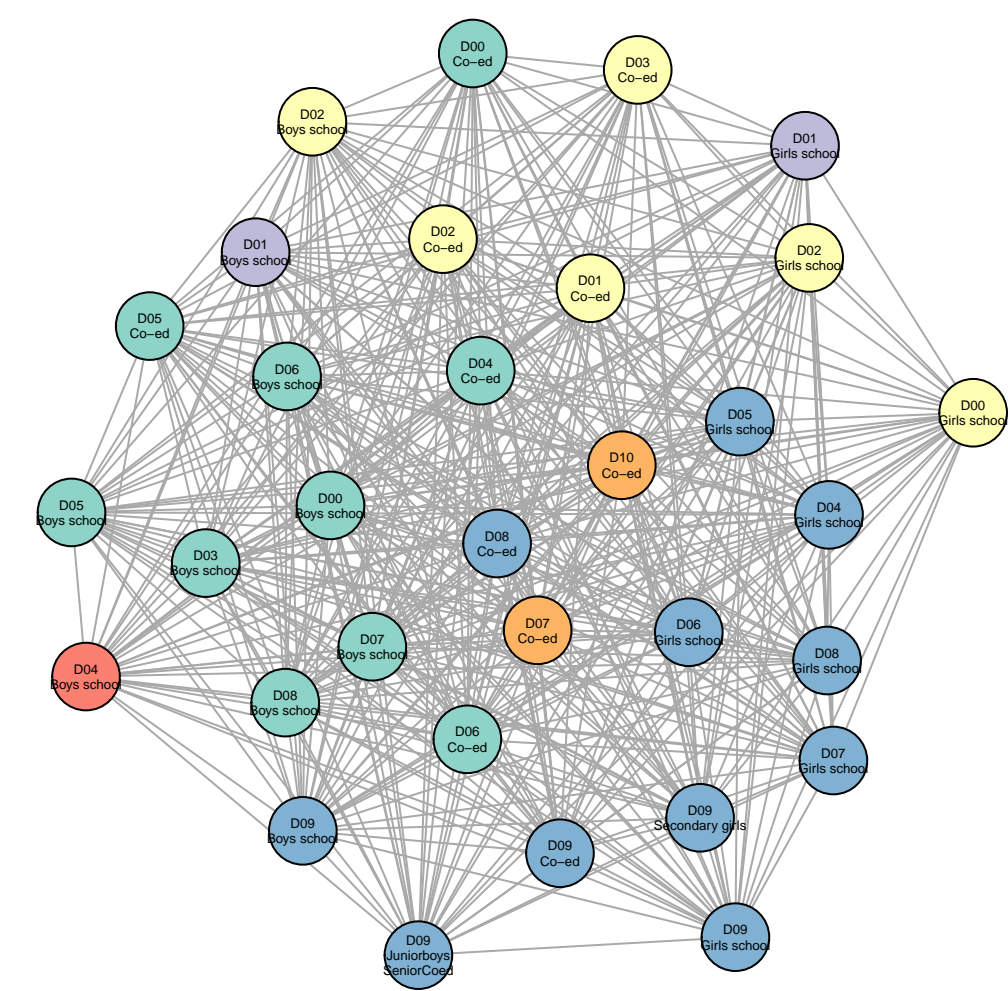 D00
Co-ed
D03
Co-ed
D02
Boys school
D01
Girls school
D01
Boys school
D02
Co-ed
D02
Girls school
D01
Co-ed
D05
Co-ed
D06
Boys school
D04
Co-ed
D05
Girls school
D00
Girls school
D10
Co-ed
D00
Boys school
D05
Boys school
D04
Girls school
D08
Co-ed
D03
Boys school
D07
Co-ed
D06
Girls school
D07
Boys school
D08
Girls school
D04
Boys school
D08
Boys school
D06
Co-ed
D07
Girls school
D09
Secondary girls
D09
Boys school
D09
Co-ed
D09
Girls school
D09
Juniorboys
SeniorCoed